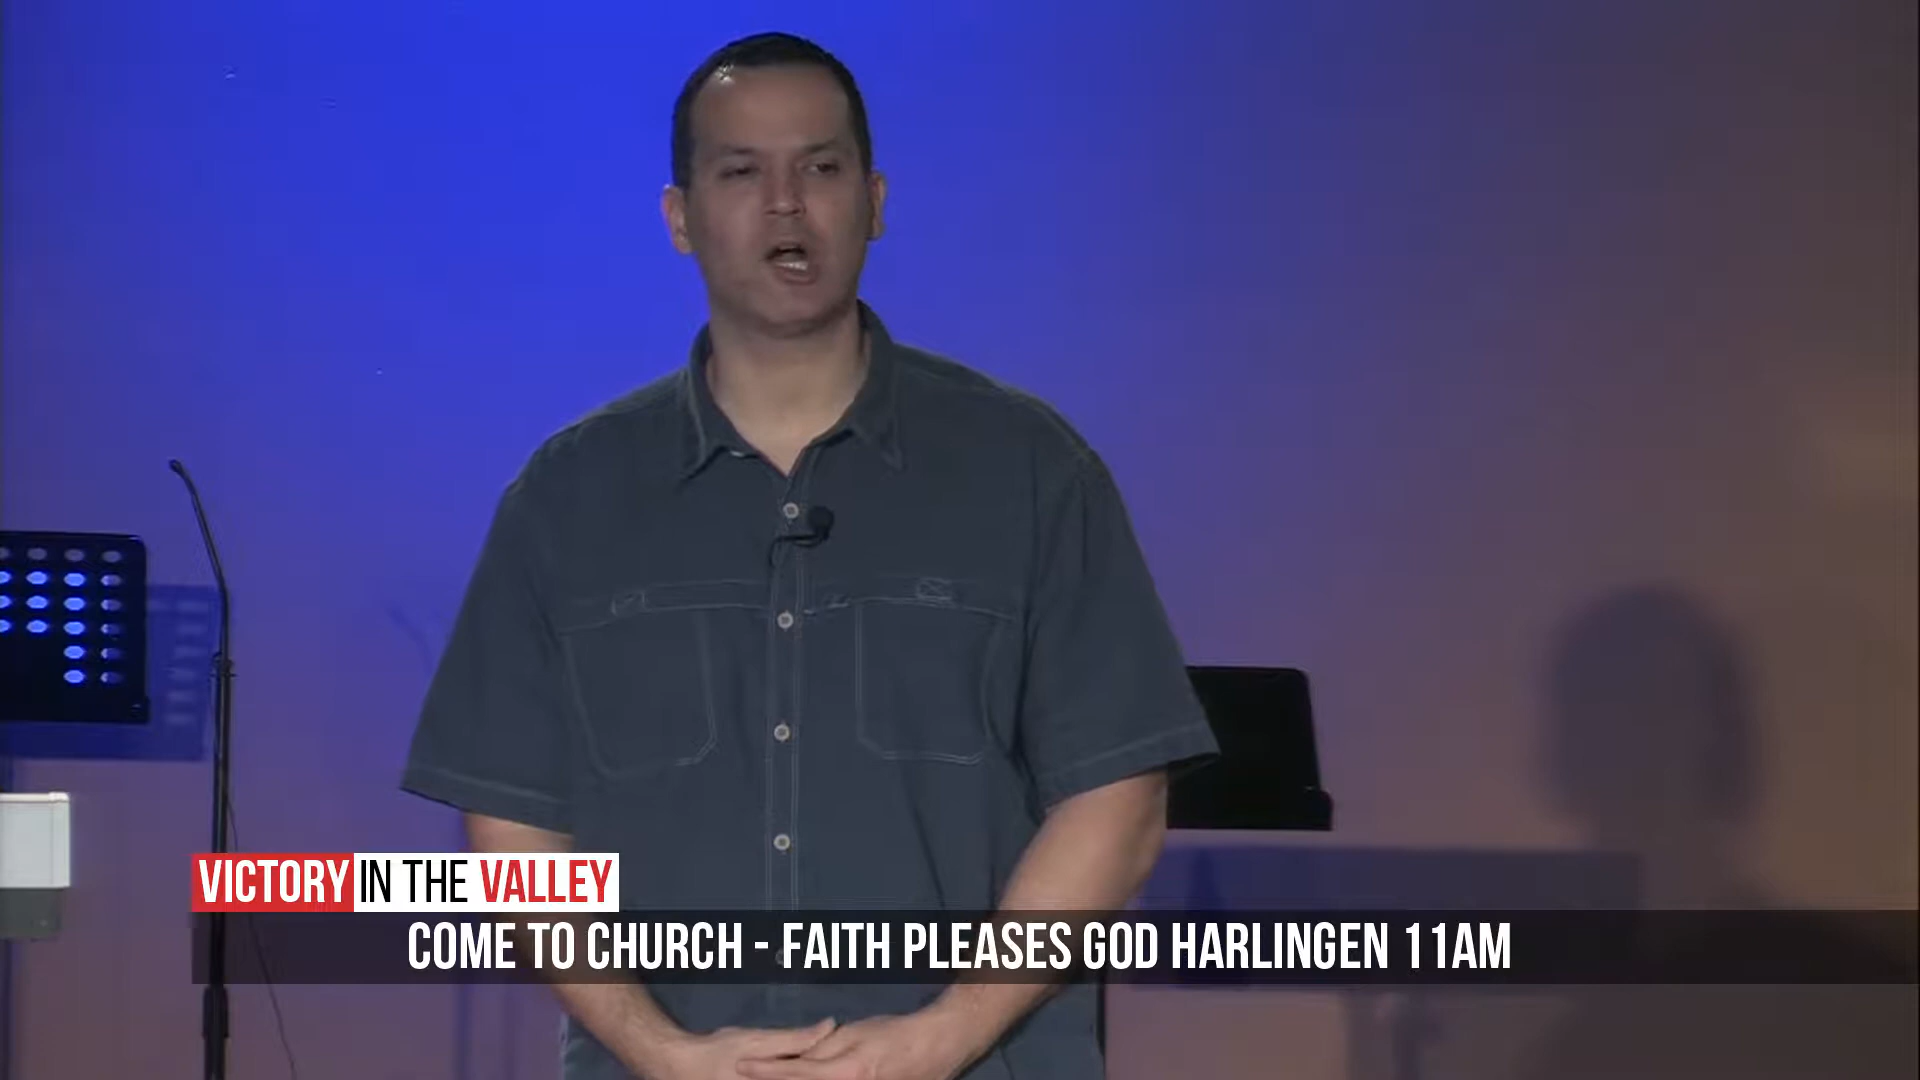 VICTORY IN THE VALLEY
COME TO CHURCH - FAITH PLEASES GOD HARLINGEN 11AM